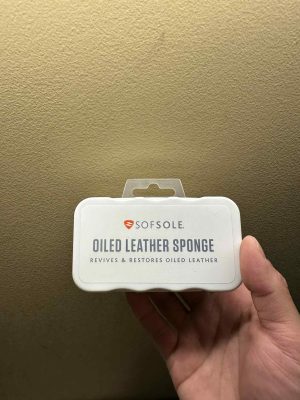 SOFSOLE.
OILED LEATHER SPONGE
REVIVES & RESTORES OILED LEATHER